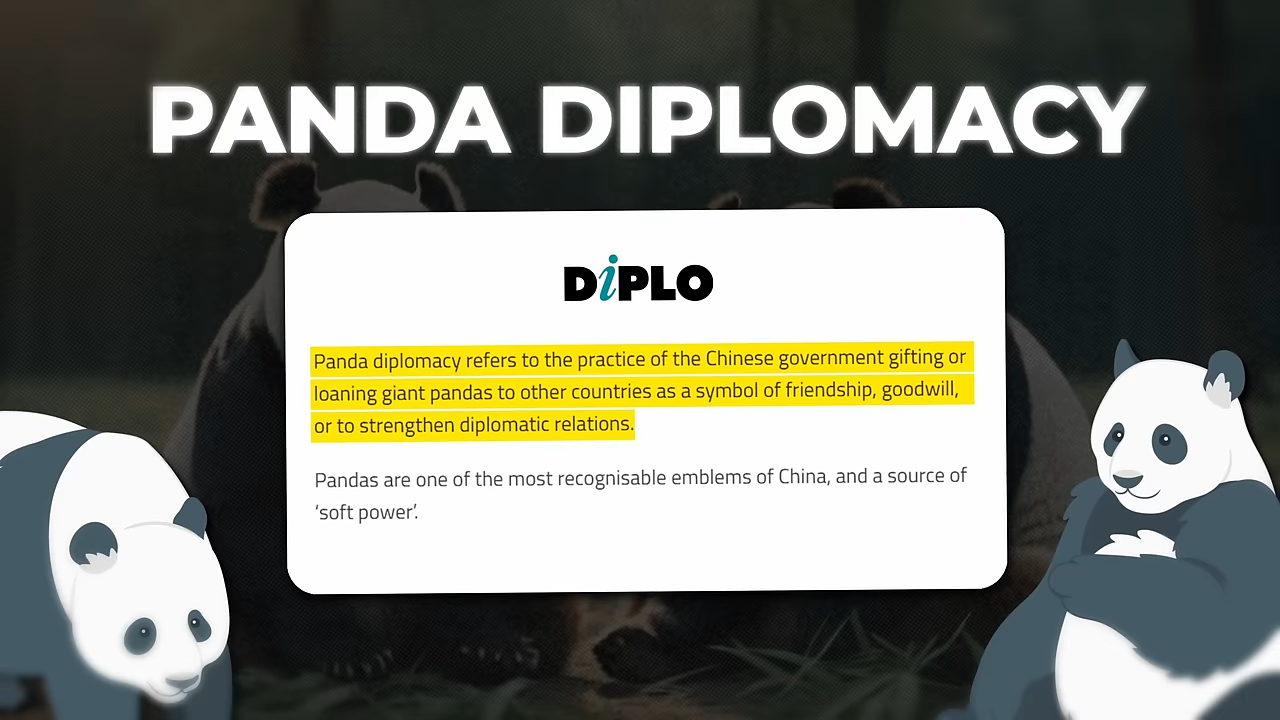 PANDA DIPLOMACY
DiPLO
Panda diplomacy refers to the practice of the Chinese government gifting or
loaning giant pandas to other countries as a symbol of friendship, goodwill,
or to strengthen diplomatic relations.
Pandas are one of the most recognisable emblems of China, and a source of
‘soft power’.